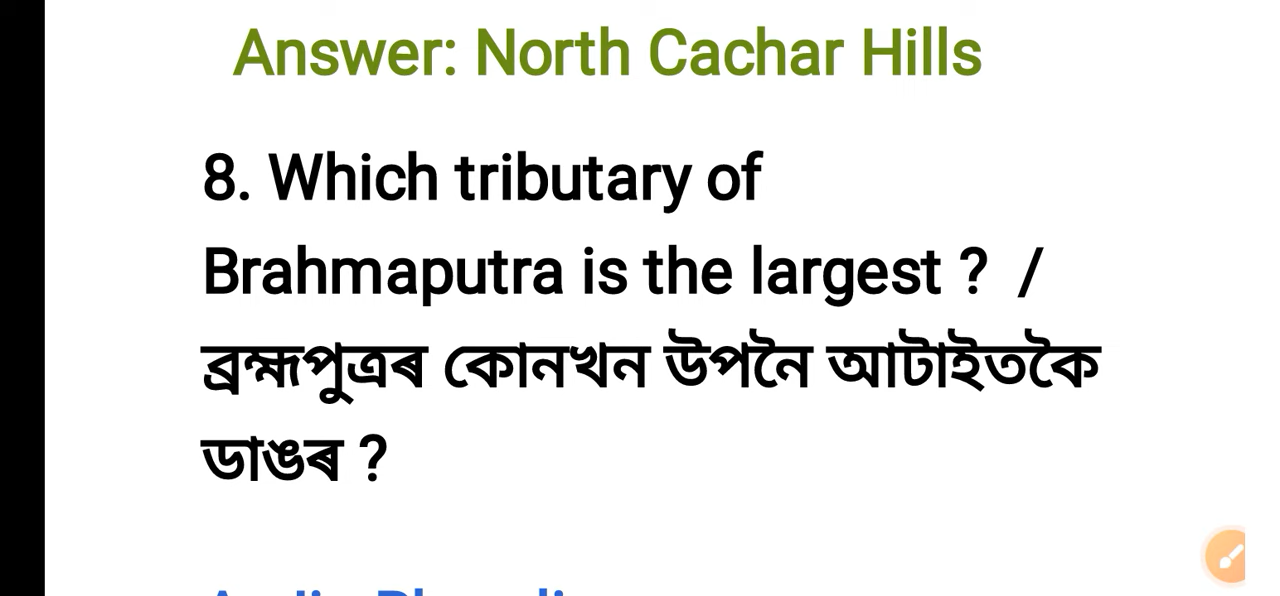 Answer: North Cachar Hills
8. Which tributary of
Brahmaputra is the largest ? /
ব্ৰহ্মপুত্ৰৰ কোনখন উপনৈ আটাইতকৈ
ডাঙৰ ?